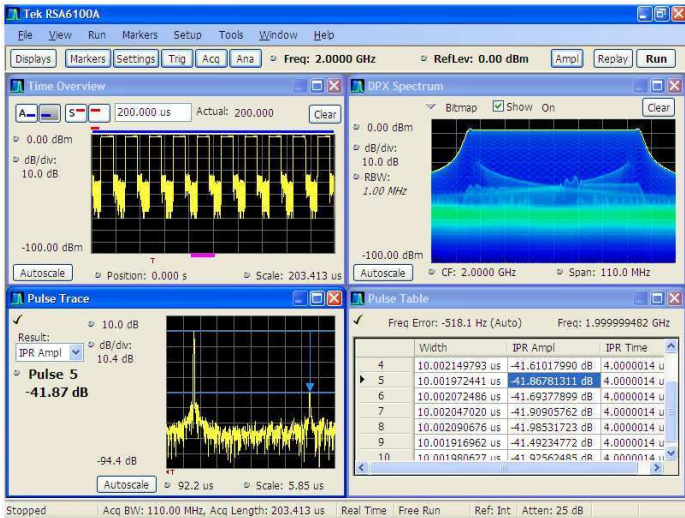 Tek RSA6100A
File View Run Markers Setup Tools Window Help
Displays Markers Settings Trig Acq Ana Freq: 2.0000 GHz RefLev: 0.00 dBm Ampl Replay Run
Time Overview
A S 200.000 us Actual: 200.000 Clear
0.00 dBm
dB/div:
10.0 dB
-100.00 dBm
T
Autoscale Position: 0.000 s Scale: 203.413 us
DPX Spectrum
Bitmap Show On Clear
0.00 dBm
dB/div:
10.0 dB
RBW:
1.00 MHz
-100.00 dBm
Autoscale CF: 2.0000 GHz Span: 110.0 MHz
Pulse Trace
Result:
IPR Ampl
Pulse 5
-41.87 dB
10.0 dB
dB/div:
10.4 dB
-94.4 dB
T
Autoscale 92.2 us Scale: 5.85 us
Pulse Table
Freq Error: -518.1 Hz (Auto) Freq: 1.999999482 GHz
Width IPR Ampl IPR Time
4 10.002149793 us -41.61017990 dB 4.0000014 u
5 10.001972441 us -41.86781311 dB 4.0000014 u
6 10.002072486 us -41.69377899 dB 4.0000014 u
7 10.002047020 us -41.90905762 dB 4.0000014 u
8 10.002090676 us -41.98531723 dB 4.0000014 u
9 10.001916962 us -41.49234772 dB 4.0000014 u
10 10.001980627 us -41.92562485 dB 4.0000014 u
Stopped Acq BW: 110.00 MHz, Acq Length: 203.413 us Real Time Free Run Ref: Int Atten: 25 dB